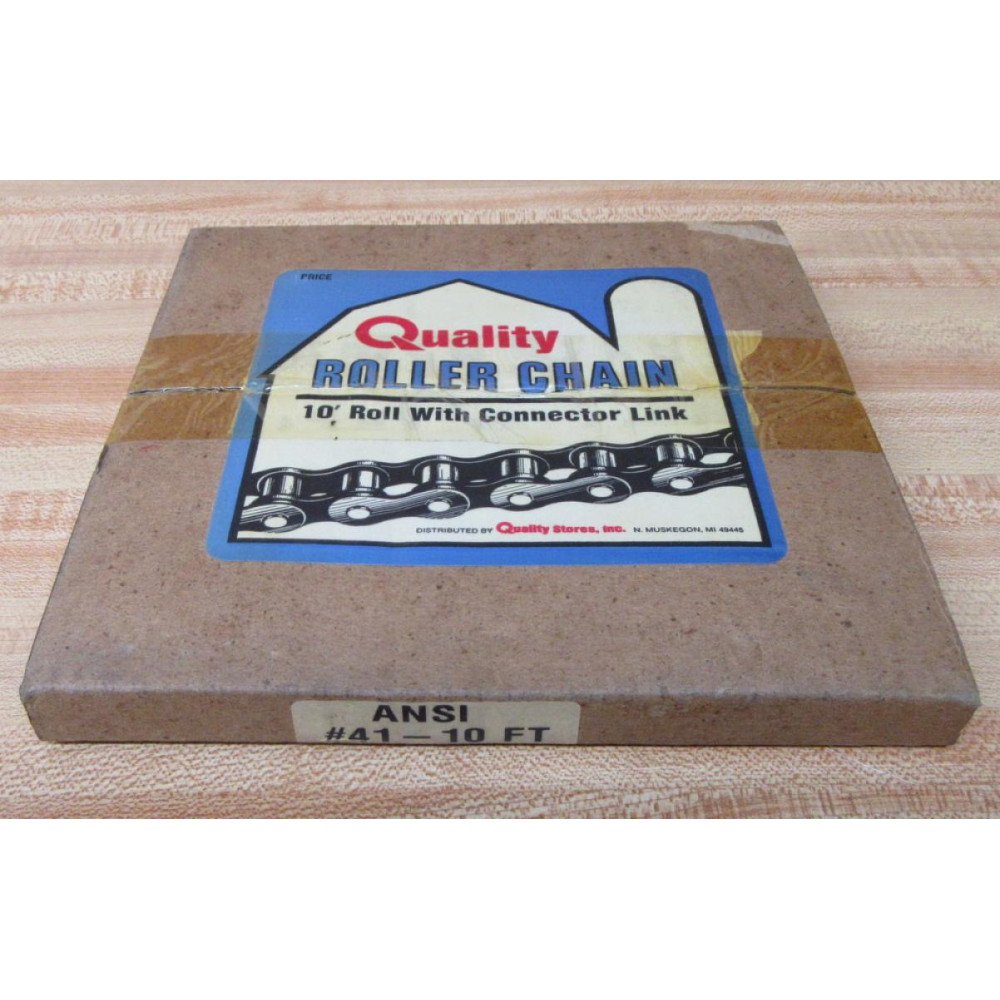 PRICE
Quality
ROLLER CHAIN
10' Roll With Connector Link
DISTRIBUTED BY Quality Stores, Inc. N. MUSKEGON, MI 49445
ANSI
#41-10 FT